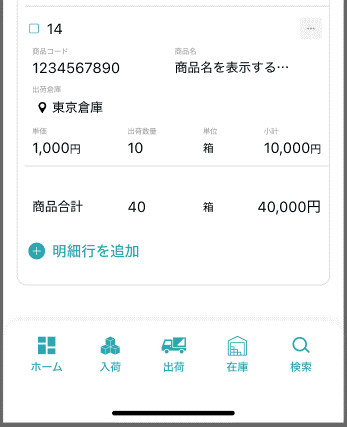 14
商品コード 商品名
1234567890 商品名を表示する…
出荷倉庫
東京倉庫
単価 出荷数量 単位 小計
1,000円 10 箱 10,000円
商品合計 40 箱 40,000円
明細行を追加
ホーム 入荷 出荷 在庫 検索